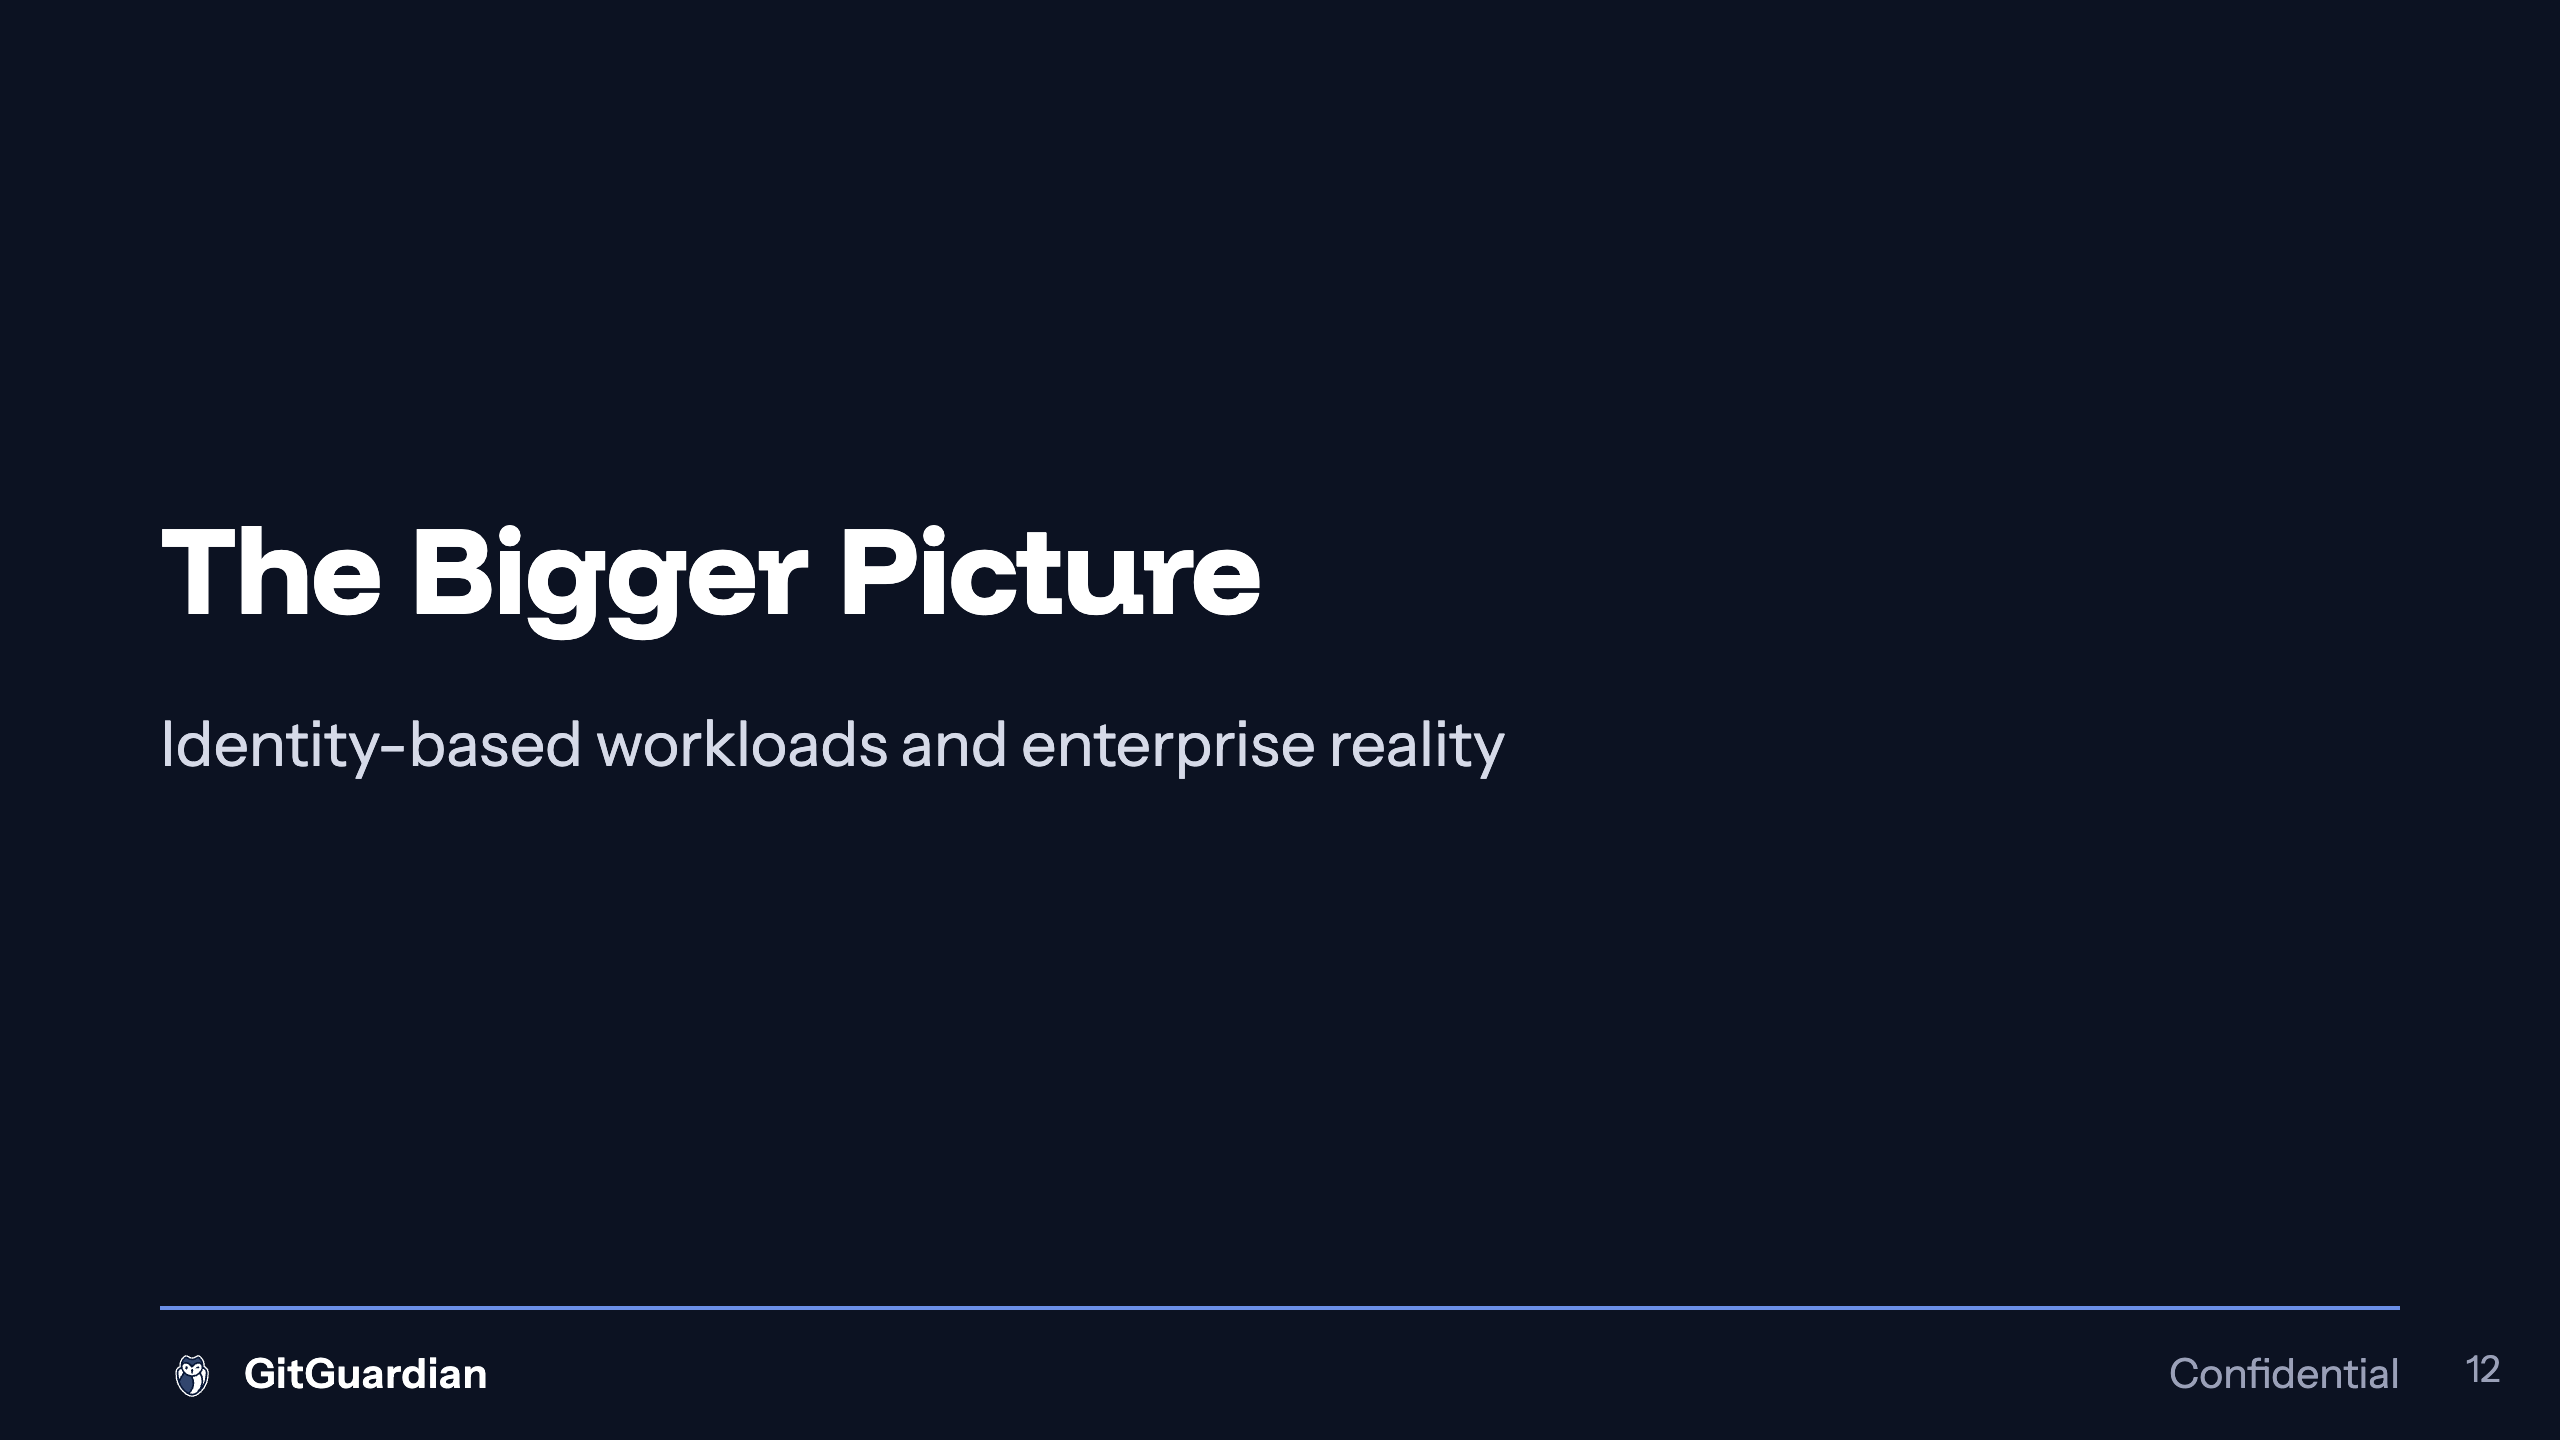 The Bigger Picture
Identity-based workloads and enterprise reality
GitGuardian
Confidential
12